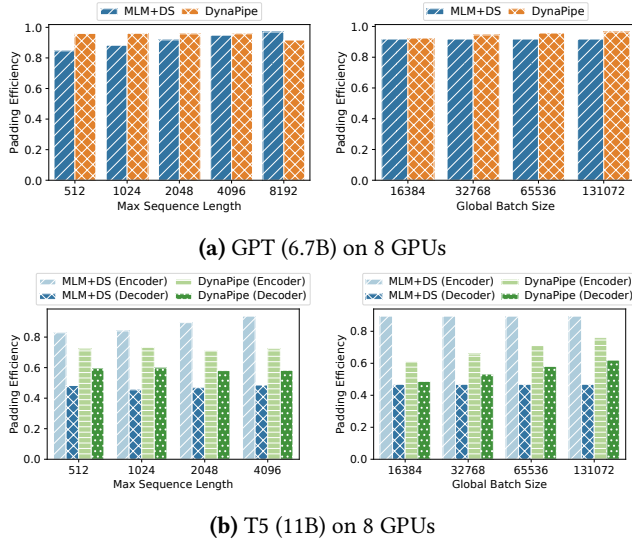 MLM+DS DynaPipe
1.0
0.8
0.6
0.4
0.2
0.0
Padding Efficiency
512 1024 2048 4096 8192
Max Sequence Length
MLM+DS DynaPipe
1.0
0.8
0.6
0.4
0.2
0.0
Padding Efficiency
16384 32768 65536 131072
Global Batch Size
(a) GPT (6.7B) on 8 GPUs
MLM+DS (Encoder) DynaPipe (Encoder)
MLM+DS (Decoder) DynaPipe (Decoder)
0.8
0.6
0.4
0.2
0.0
Padding Efficiency
512 1024 2048 4096
Max Sequence Length
MLM+DS (Encoder) DynaPipe (Encoder)
MLM+DS (Decoder) DynaPipe (Decoder)
0.8
0.6
0.4
0.2
0.0
Padding Efficiency
16384 32768 65536 131072
Global Batch Size
(b) T5 (11B) on 8 GPUs